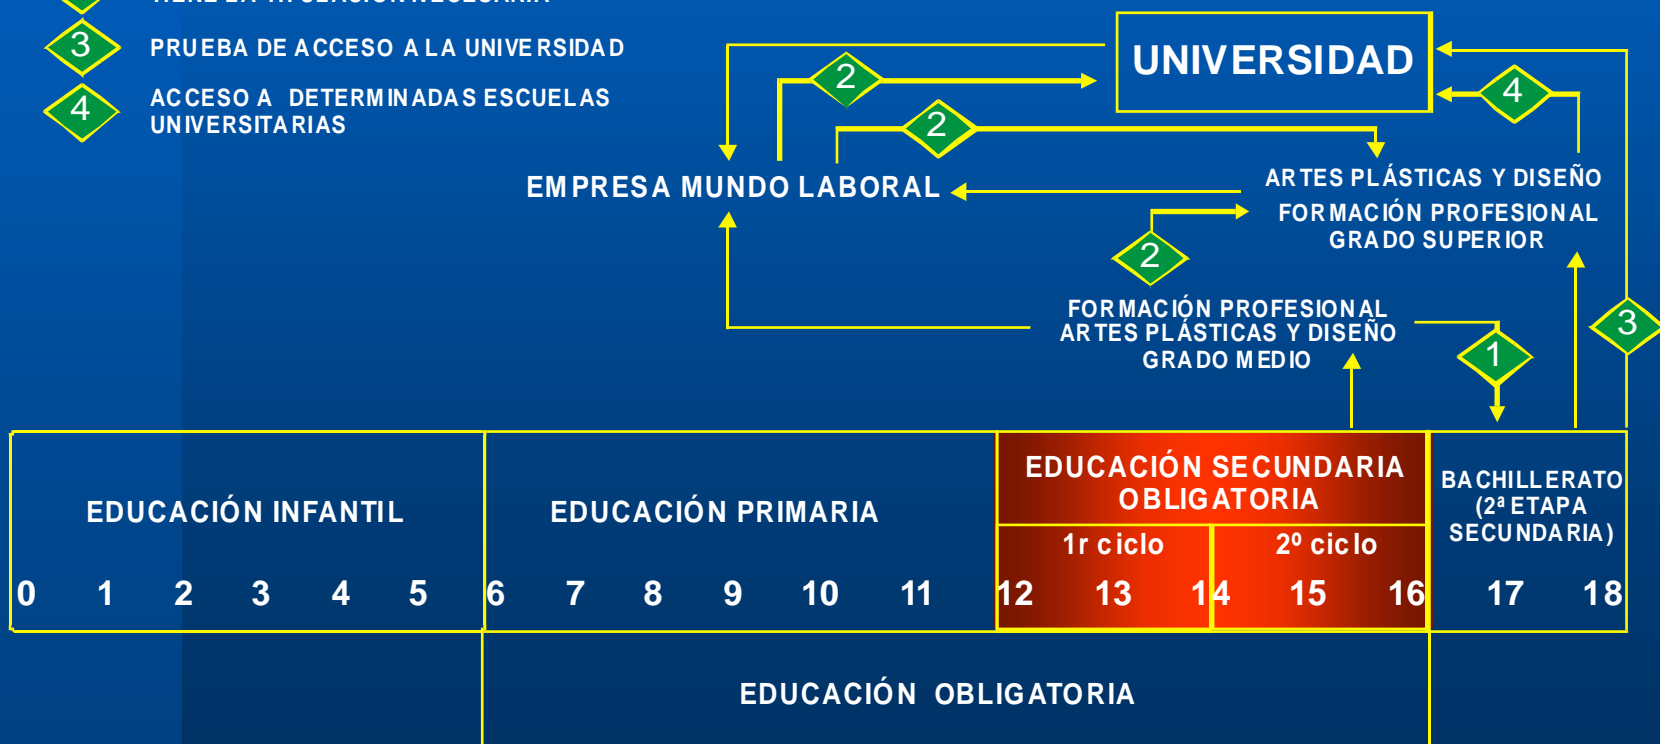 3
PRUEBA DE ACCESO A LA UNIVERSIDAD
4
ACCESO A DETERMINADAS ESCUELAS
UNIVERSITARIAS
UNIVERSIDAD
2
4
2
EMPRESA MUNDO LABORAL
ARTES PLÁSTICAS Y DISEÑO
FORMACIÓN PROFESIONAL
GRADO SUPERIOR
2
FORMACIÓN PROFESIONAL
ARTES PLÁSTICAS Y DISEÑO
GRADO MEDIO
1
3
EDUCACIÓN INFANTIL
EDUCACIÓN PRIMARIA
EDUCACIÓN SECUNDARIA
OBLIGATORIA
1r ciclo
2º ciclo
BACHILLERATO
(2ª ETAPA
SECUNDARIA)
0 1 2 3 4 5 6 7 8 9 10 11 12 13 14 15 16 17 18
EDUCACIÓN OBLIGATORIA